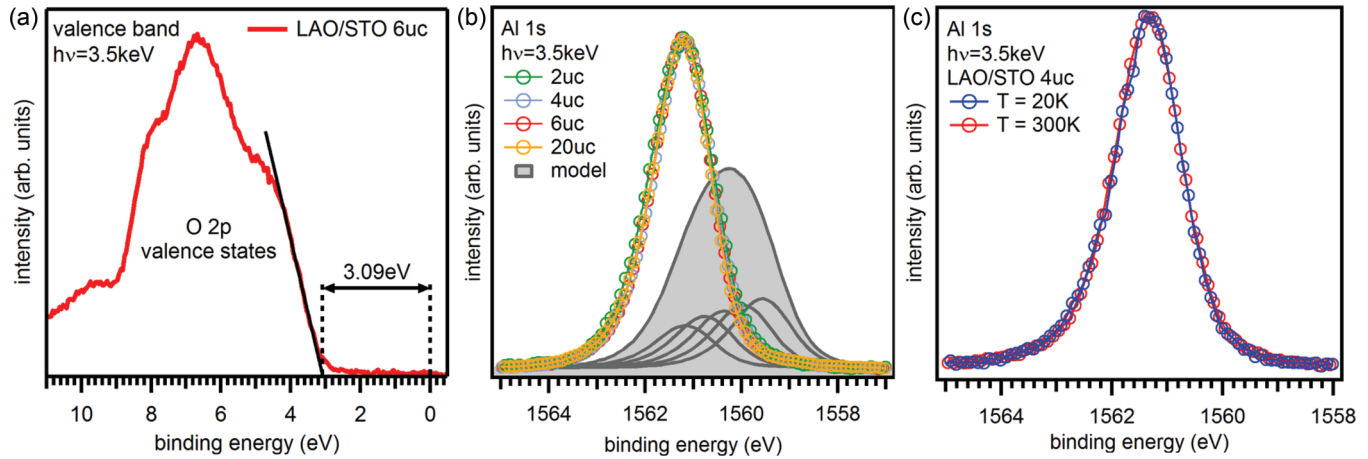 (a)
valence band
hν=3.5keV
LAO/STO 6uc
O 2p
valence states
3.09eV
intensity (arb. units)
10 8 6 4 2 0
binding energy (eV)
(b)
Al 1s
hν=3.5keV
2uc
4uc
6uc
20uc
model
intensity (arb. units)
1564 1562 1560 1558
binding energy (eV)
(c)
Al 1s
hν=3.5keV
LAO/STO 4uc
T = 20K
T = 300K
intensity (arb. units)
1564 1562 1560 1558
binding energy (eV)